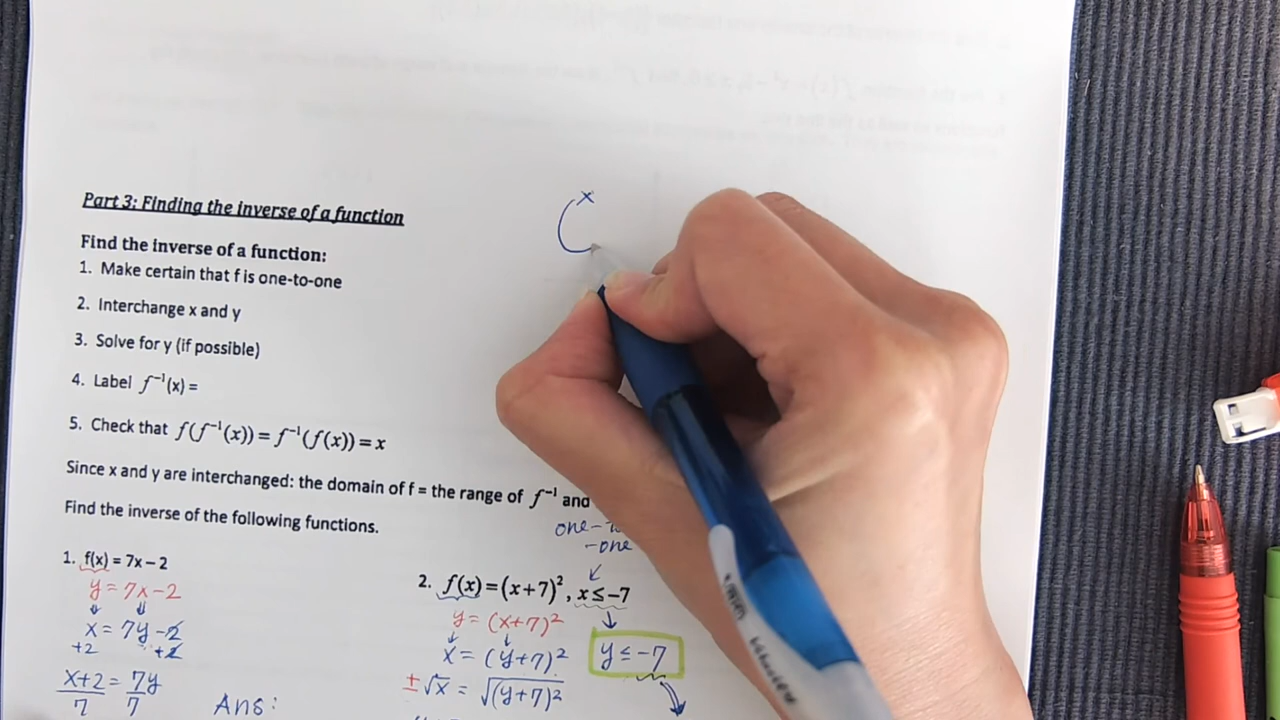 x
Part 3: Finding the inverse of a function
Find the inverse of a function:
1. Make certain that f is one-to-one
2. Interchange x and y
3. Solve for y (if possible)
4. Label f⁻¹(x) =
5. Check that f(f⁻¹(x)) = f⁻¹(f(x)) = x
Since x and y are interchanged: the domain of f = the range of f⁻¹ and
Find the inverse of the following functions.
one-
-one
1. f(x) = 7x – 2
y = 7x - 2
x = 7y - 2
+2 +2
x+2 = 7y
7 7
Ans:
2. f(x) = (x+7)², x ≤ -7
y = (x+7)²
x = (y+7)²
± √x = √(y+7)²
y ≤ -7